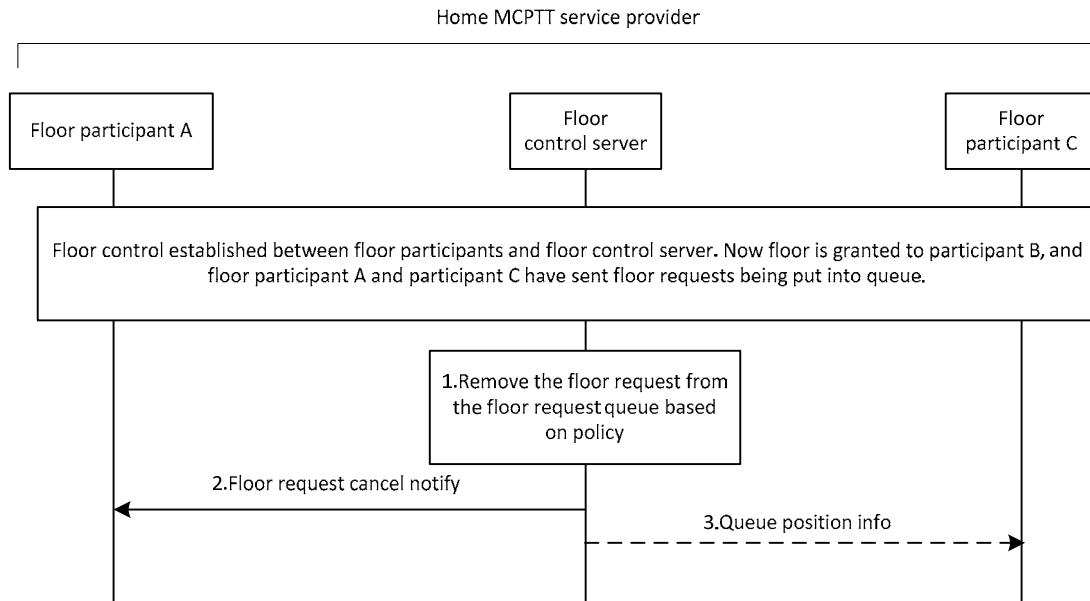 Home MCPTT service provider
Floor participant A
Floor
control server
Floor
participant C
Floor control established between floor participants and floor control server. Now floor is granted to participant B, and
floor participant A and participant C have sent floor requests being put into queue.
1.Remove the floor request from
the floor request queue based
on policy
2.Floor request cancel notify
3.Queue position info